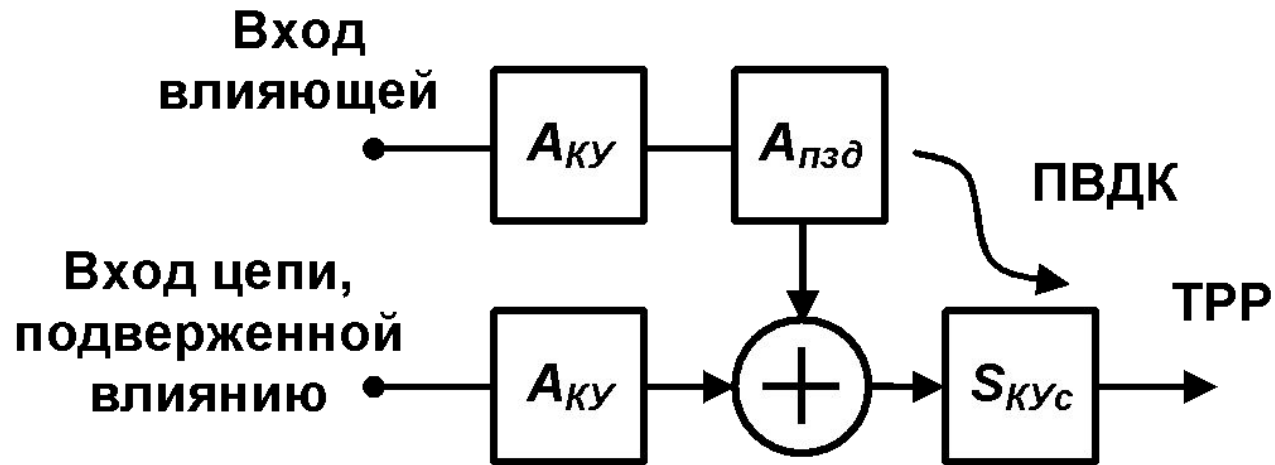 Вход
влияющей
AКУ
Aпзд
ПВДК
Вход цепи,
подверженной
влиянию
AКУ
SКУс
ТРР